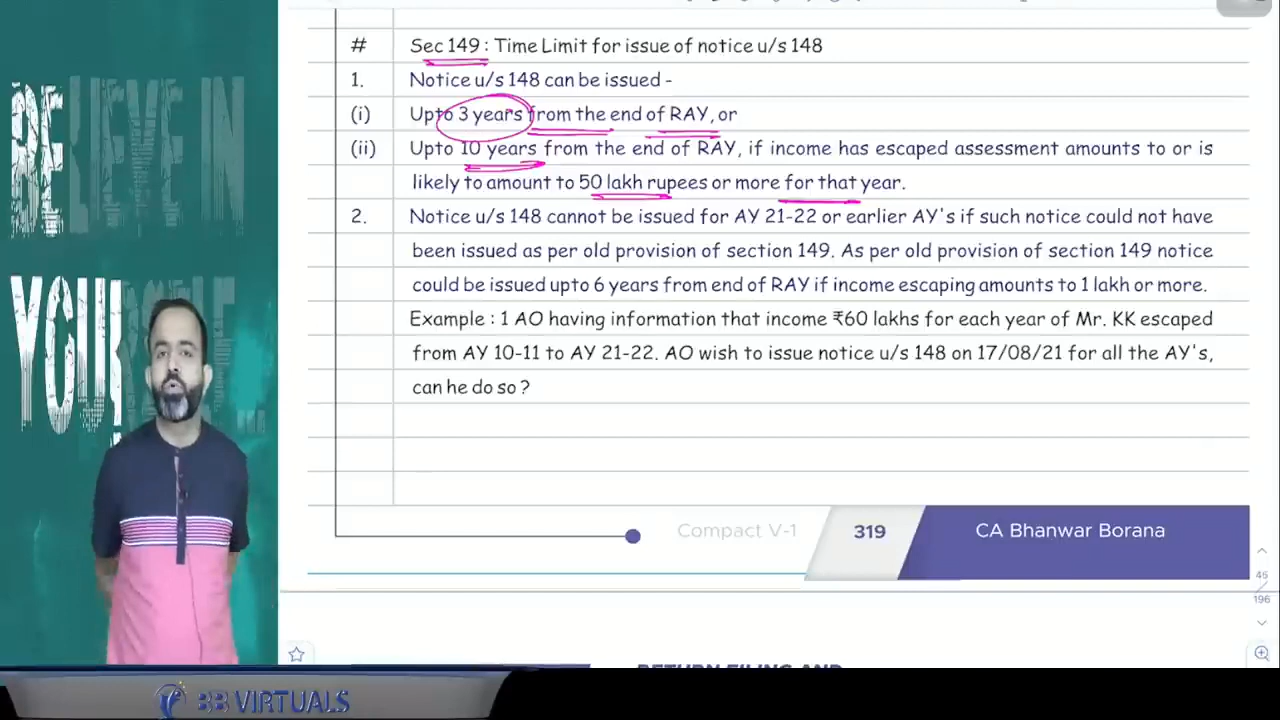 BELIEVE IN
YOURSELF...
# Sec 149 : Time Limit for issue of notice u/s 148
1. Notice u/s 148 can be issued -
(i) Upto 3 years from the end of RAY, or
(ii) Upto 10 years from the end of RAY, if income has escaped assessment amounts to or is
likely to amount to 50 lakh rupees or more for that year.
2. Notice u/s 148 cannot be issued for AY 21-22 or earlier AY's if such notice could not have
been issued as per old provision of section 149. As per old provision of section 149 notice
could be issued upto 6 years from end of RAY if income escaping amounts to 1 lakh or more.
Example : 1 AO having information that income ₹60 lakhs for each year of Mr. KK escaped
from AY 10-11 to AY 21-22. AO wish to issue notice u/s 148 on 17/08/21 for all the AY's,
can he do so ?
Compact V-1 319 CA Bhanwar Borana
46
196
RETURN FILING AND
BB VIRTUALS